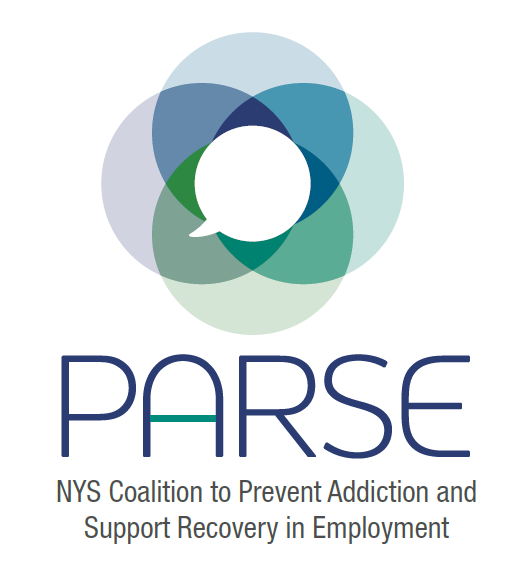 PARSE
NYS Coalition to Prevent Addiction and
Support Recovery in Employment